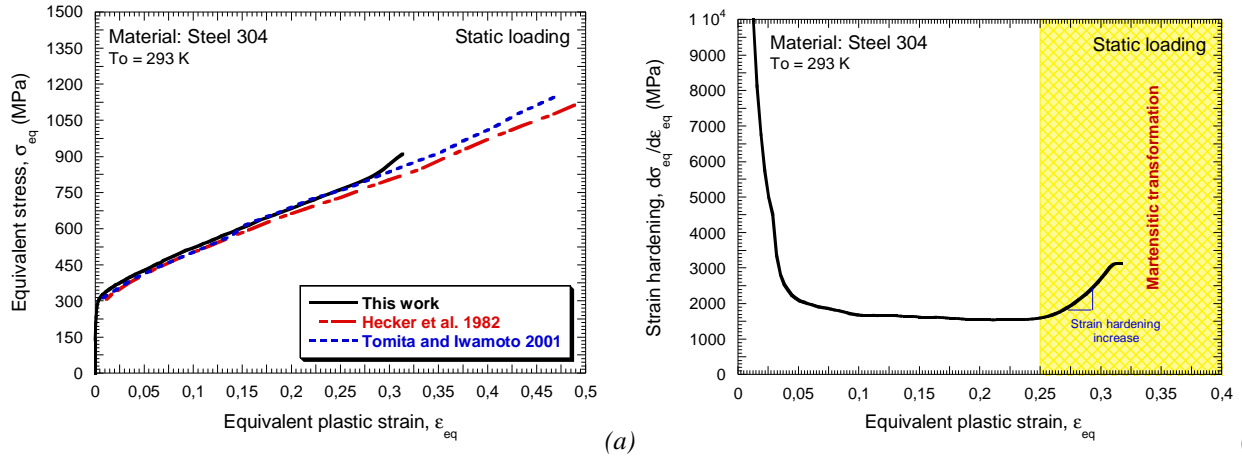 1500
1350
1200
1050
900
750
600
450
300
150
0
Equivalent stress, σeq (MPa)
Material: Steel 304
To = 293 K
Static loading
This work
Hecker et al. 1982
Tomita and Iwamoto 2001
0 0,05 0,1 0,15 0,2 0,25 0,3 0,35 0,4 0,45 0,5
Equivalent plastic strain, εeq
(a)
1 10⁴
9000
8000
7000
6000
5000
4000
3000
2000
1000
0
Strain hardening, dσeq/dεeq (MPa)
Material: Steel 304
To = 293 K
Static loading
Martensitic transformation
Strain hardening
increase
0 0,05 0,1 0,15 0,2 0,25 0,3 0,35 0,4
Equivalent plastic strain, εeq